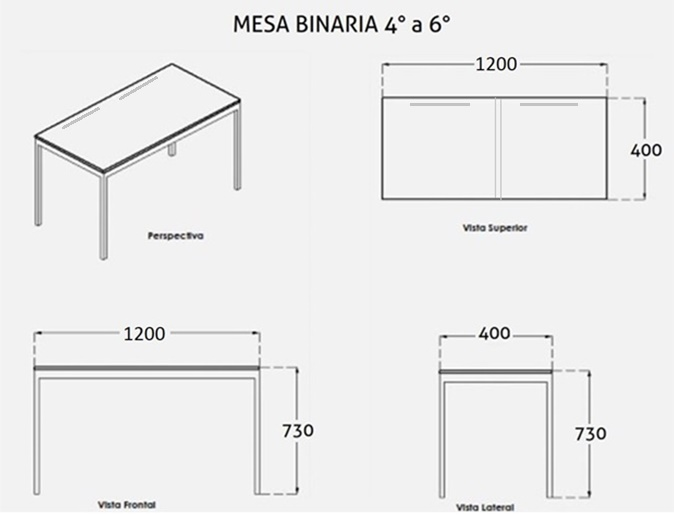 MESA BINARIA 4° a 6°
1200
400
Perspectiva
Vista Superior
1200
400
730
730
Vista Frontal
Vista Lateral